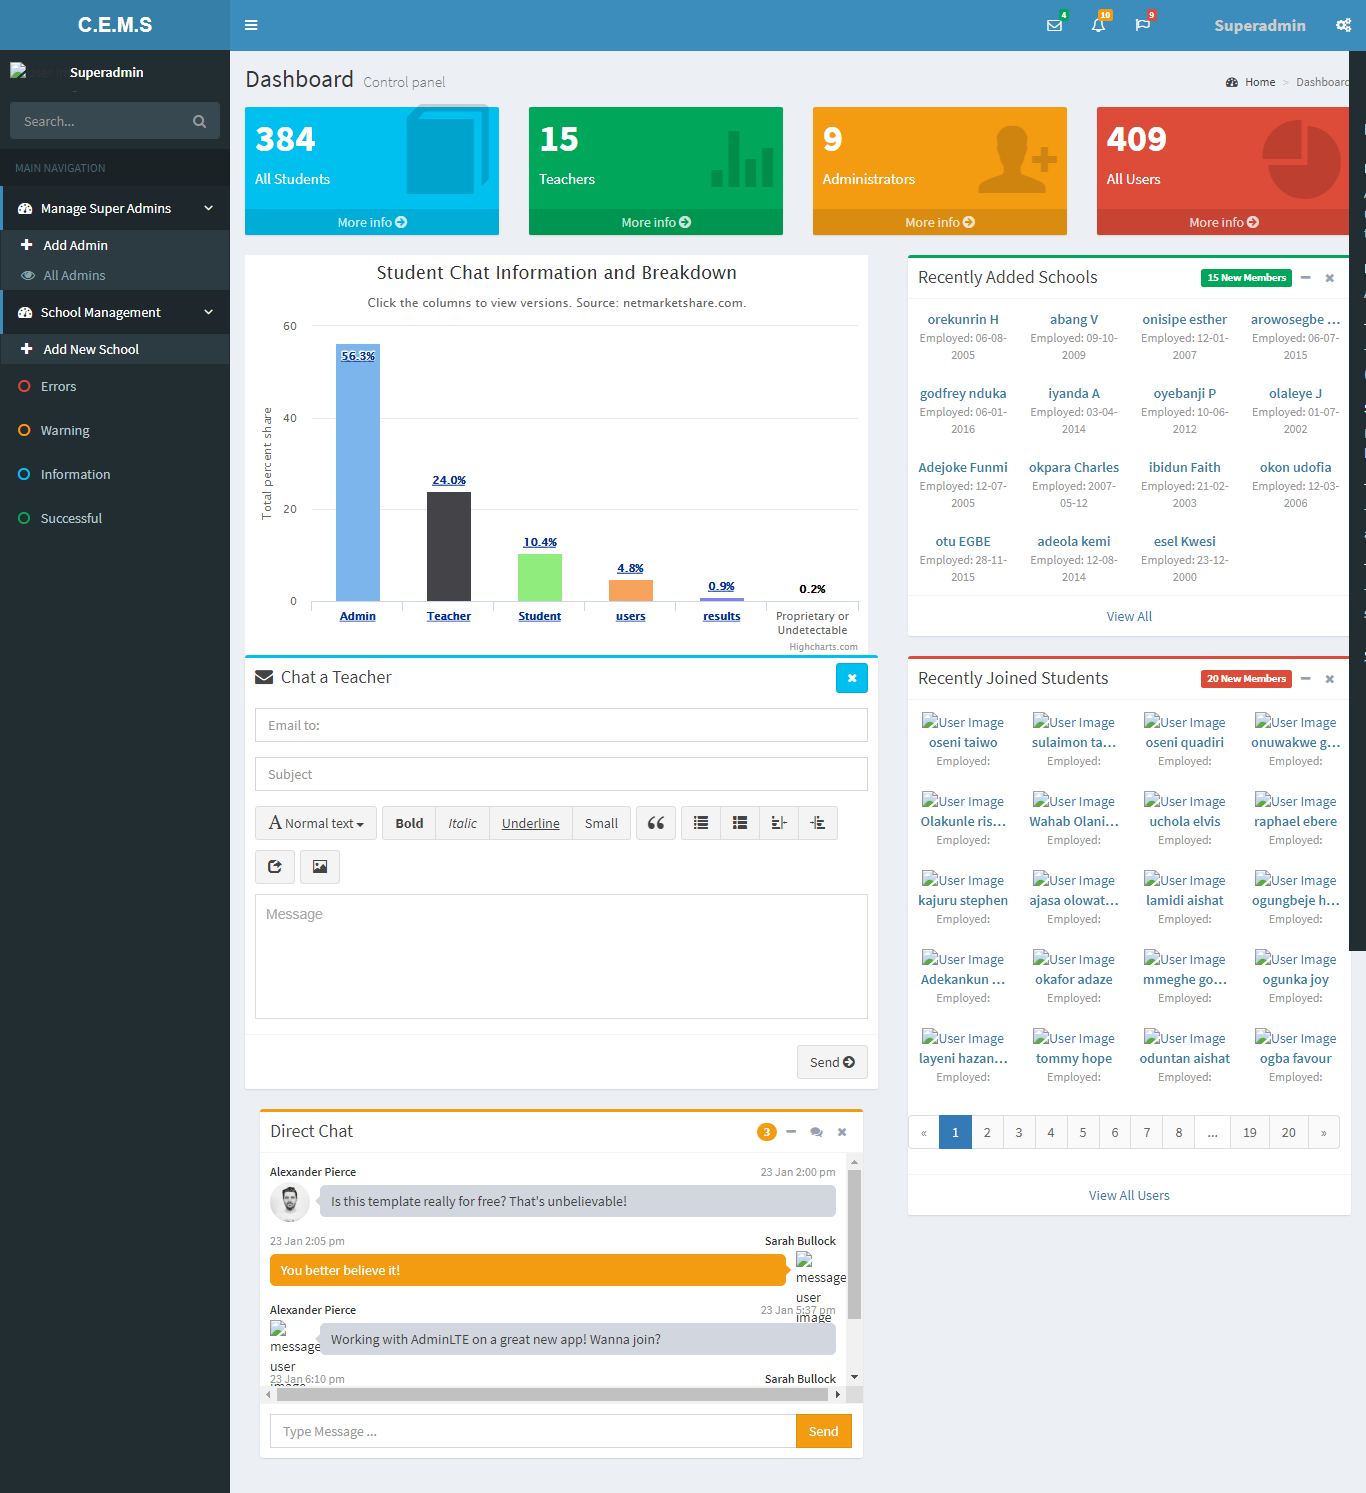 C.E.M.S
4
10
9
Superadmin
Superadmin
Search...
MAIN NAVIGATION
Manage Super Admins
Add Admin
All Admins
School Management
Add New School
Errors
Warning
Information
Successful
Dashboard Control panel
Home > Dashboard
384
All Students
More info
15
Teachers
More info
9
Administrators
More info
409
All Users
More info
Student Chat Information and Breakdown
Click the columns to view versions. Source: netmarketshare.com.
Total percent share
60
40
20
0
56.3%
24.0%
10.4%
4.8%
0.9%
0.2%
Admin
Teacher
Student
users
results
Proprietary or
Undetectable
Highcharts.com
Chat a Teacher
Email to:
Subject
A Normal text
Bold
Italic
Underline
Small
Message
Send
Direct Chat
3
Alexander Pierce 23 Jan 2:00 pm
Is this template really for free? That's unbelievable!
23 Jan 2:05 pm Sarah Bullock
You better believe it!
message
user
image
Alexander Pierce 23 Jan 5:37 pm
Working with AdminLTE on a great new app! Wanna join?
message
user
image
23 Jan 6:10 pm Sarah Bullock
Type Message ...
Send
Recently Added Schools
15 New Members
orekunrin H abang V onisipe esther arowosegbe ...
Employed: 06-08- Employed: 09-10- Employed: 12-01- Employed: 06-07-
2005 2009 2007 2015
godfrey nduka iyanda A oyebanji P olaleye J
Employed: 06-01- Employed: 03-04- Employed: 10-06- Employed: 01-07-
2016 2014 2012 2002
Adejoke Funmi okpara Charles ibidun Faith okon udofia
Employed: 12-07- Employed: 2007- Employed: 21-02- Employed: 12-03-
2005 05-12 2003 2006
otu EGBE adeola kemi esel Kwesi
Employed: 28-11- Employed: 12-08- Employed: 23-12-
2015 2014 2000
View All
Recently Joined Students
20 New Members
User Image User Image User Image User Image
oseni taiwo sulaimon ta... oseni quadiri onuwakwe g...
Employed: Employed: Employed: Employed:
User Image User Image User Image User Image
Olakunle ris... Wahab Olani... uchola elvis raphael ebere
Employed: Employed: Employed: Employed:
User Image User Image User Image User Image
kajuru stephen ajasa olowat... lamidi aishat ogungbeje h...
Employed: Employed: Employed: Employed:
User Image User Image User Image User Image
Adekankun ... okafor adaze mmeghe go... ogunka joy
Employed: Employed: Employed: Employed:
User Image User Image User Image User Image
layeni hazan... tommy hope oduntan aishat ogba favour
Employed: Employed: Employed: Employed:
« 1 2 3 4 5 6 7 8 ... 19 20 »
View All Users